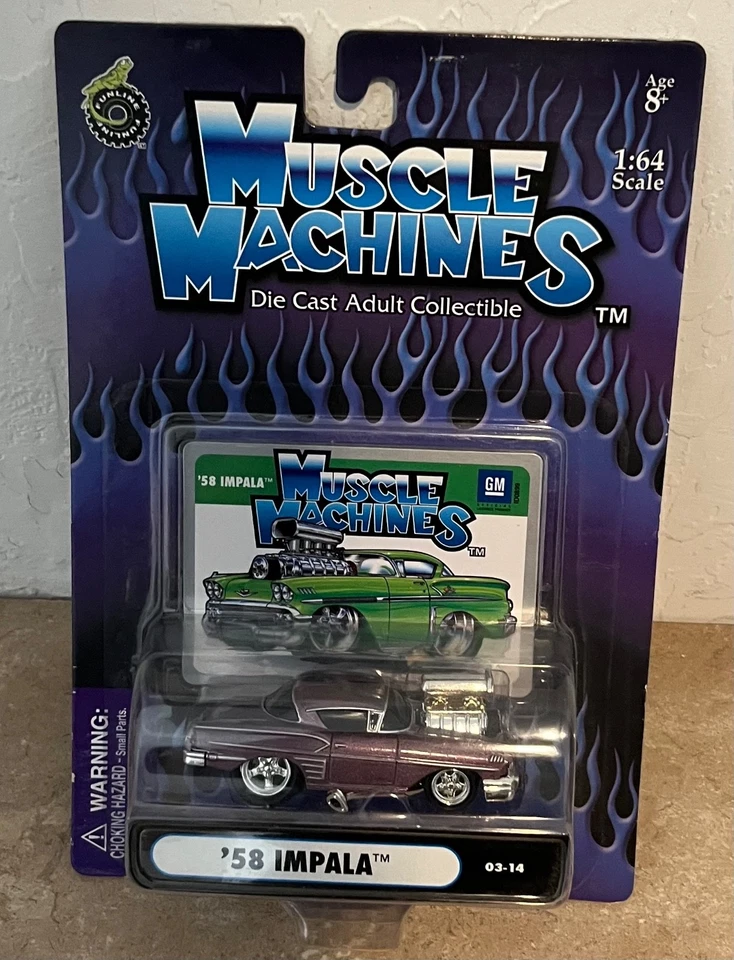 FUNLINE
FUNLINE
Age
8+
1:64
Scale
MUSCLE
MACHINES
Die Cast Adult Collectible
TM
'58 IMPALA™
GM
MUSCLE
MACHINES
TM
WARNING:
CHOKING HAZARD - Small Parts.
'58 IMPALA™
03-14